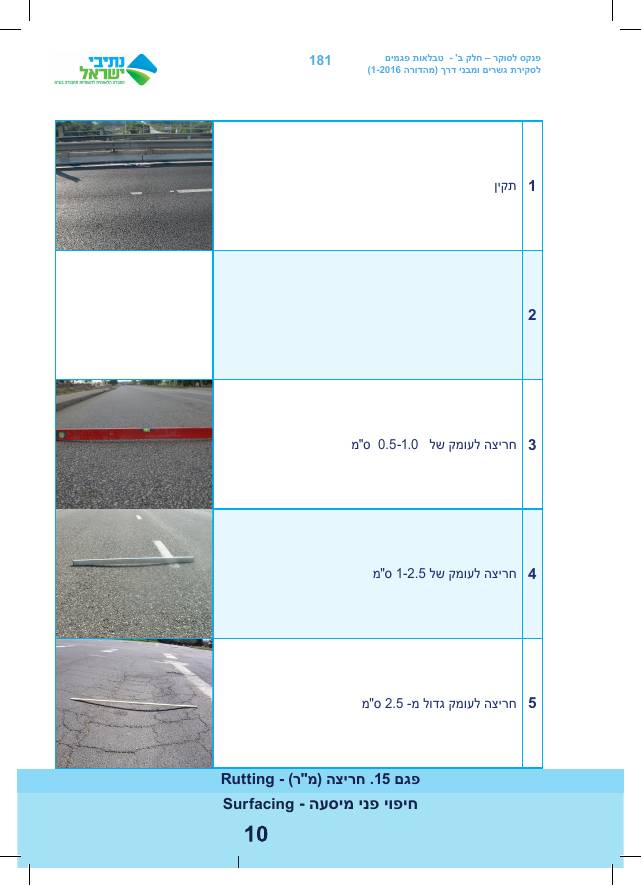 פנקס לסוקר – חלק ב' - טבלאות פגמים
לסקירת גשרים ומבני דרך (מהדורה 1-2016)
181
נתיבי
ישראל
1 תקין
2
3 חריצה לעומק של 0.5-1.0 ס"מ
4 חריצה לעומק של 1-2.5 ס"מ
5 חריצה לעומק גדול מ- 2.5 ס"מ
פגם 15. חריצה (מ"ר) - Rutting
חיפוי פני מיסעה - Surfacing
10